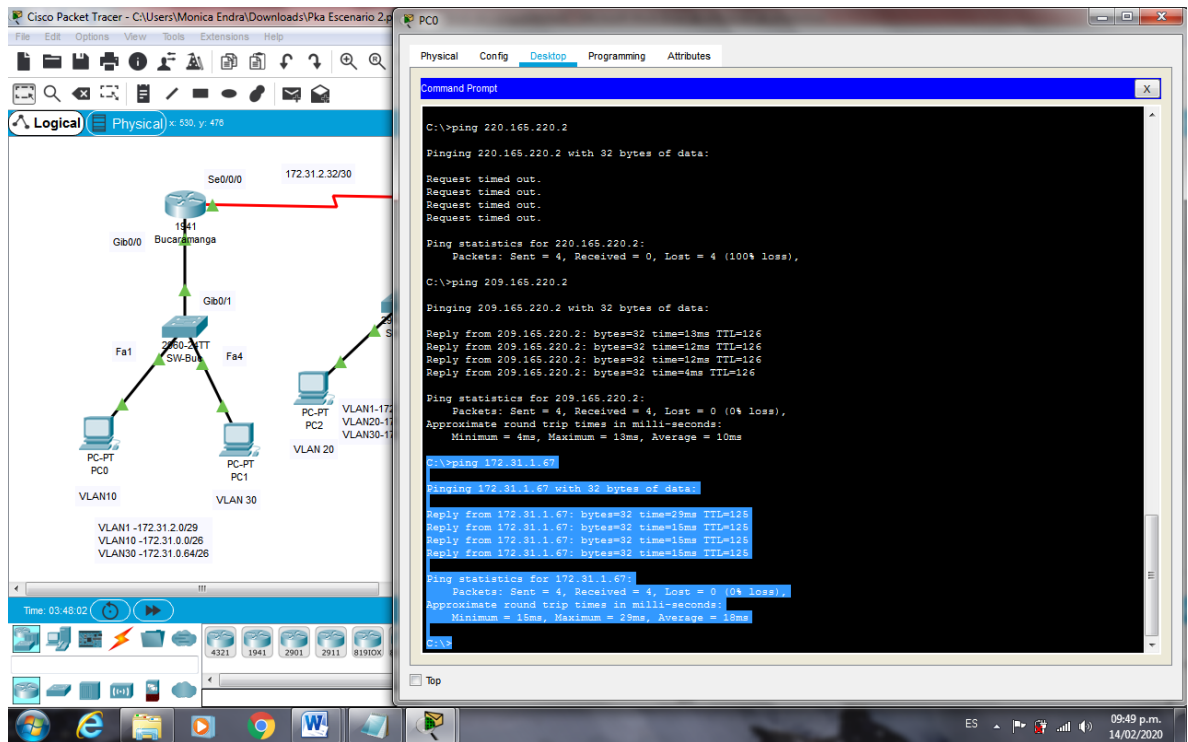 Cisco Packet Tracer - C:\Users\Monica Endra\Downloads\Pka Escenario 2.p
File Edit Options View Tools Extensions Help
Logical
Physical
x: 530, y: 476
Se0/0/0
172.31.2.32/30
1941
Bucaramanga
Gib0/0
Gib0/1
2960-24TT
SW-Buc
Fa1
Fa4
PC-PT
PC0
PC-PT
PC1
PC-PT
PC2
VLAN10
VLAN 30
VLAN 20
VLAN1-172
VLAN20-17
VLAN30-17
VLAN1 -172.31.2.0/29
VLAN10 -172.31.0.0/26
VLAN30 -172.31.0.64/26
Time: 03:48:02
4321 1941 2901 2911 819IOX
PC0
Physical Config Desktop Programming Attributes
Command Prompt
X
C:\>ping 220.165.220.2
Pinging 220.165.220.2 with 32 bytes of data:
Request timed out.
Request timed out.
Request timed out.
Request timed out.
Ping statistics for 220.165.220.2:
Packets: Sent = 4, Received = 0, Lost = 4 (100% loss),
C:\>ping 209.165.220.2
Pinging 209.165.220.2 with 32 bytes of data:
Reply from 209.165.220.2: bytes=32 time=13ms TTL=126
Reply from 209.165.220.2: bytes=32 time=12ms TTL=126
Reply from 209.165.220.2: bytes=32 time=12ms TTL=126
Reply from 209.165.220.2: bytes=32 time=4ms TTL=126
Ping statistics for 209.165.220.2:
Packets: Sent = 4, Received = 4, Lost = 0 (0% loss),
Approximate round trip times in milli-seconds:
Minimum = 4ms, Maximum = 13ms, Average = 10ms
C:\>ping 172.31.1.67
Pinging 172.31.1.67 with 32 bytes of data:
Reply from 172.31.1.67: bytes=32 time=29ms TTL=125
Reply from 172.31.1.67: bytes=32 time=15ms TTL=125
Reply from 172.31.1.67: bytes=32 time=15ms TTL=125
Reply from 172.31.1.67: bytes=32 time=15ms TTL=125
Ping statistics for 172.31.1.67:
Packets: Sent = 4, Received = 4, Lost = 0 (0% loss),
Approximate round trip times in milli-seconds:
Minimum = 15ms, Maximum = 29ms, Average = 18ms
C:\>
Top
ES
09:49 p.m.
14/02/2020